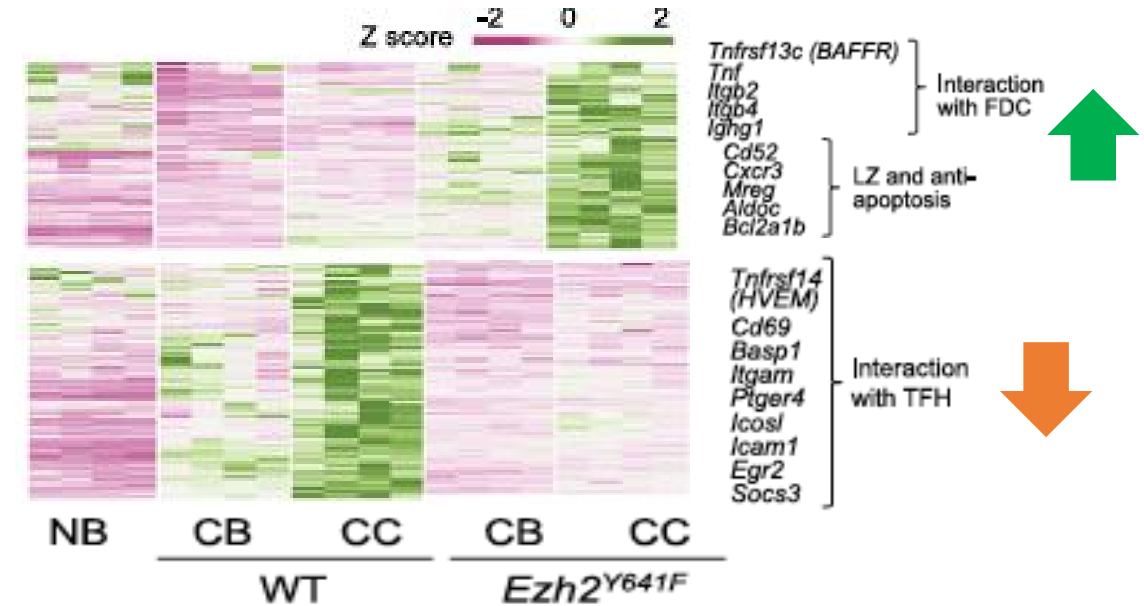 Z score
-2 0 2
Tnfrsf13c (BAFFR)
Tnf
Itgb2
Itgb4
Ighg1
Interaction
with FDC
Cd52
Cxcr3
Mreg
Aldoc
Bcl2a1b
LZ and anti-
apoptosis
Tnfrsf14
(HVEM)
Cd69
Basp1
Itgam
Ptger4
Icosl
Icam1
Egr2
Socs3
Interaction
with TFH
NB CB CC CB CC
WT Ezh2Y641F